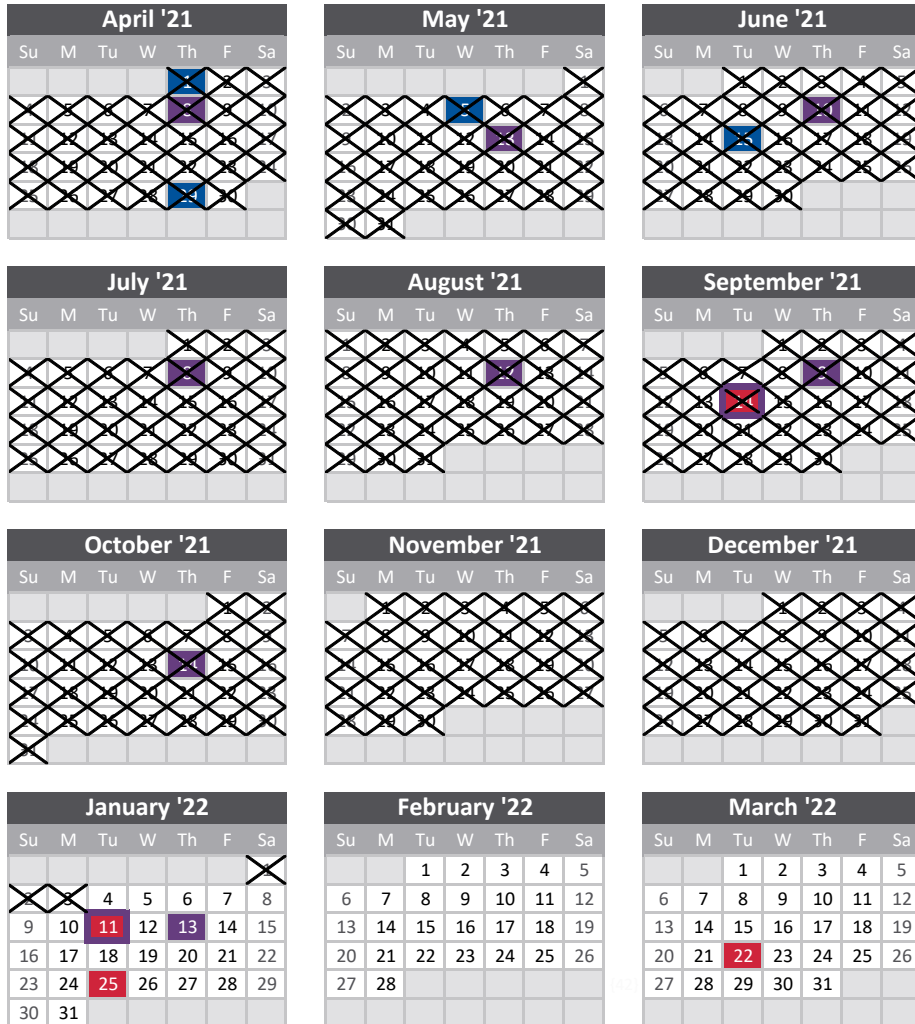 April '21
Su M Tu W Th F Sa
1 2 3
4 5 6 7 8 9 10
11 12 13 14 15 16 17
18 19 20 21 22 23 24
25 26 27 28 29 30
May '21
Su M Tu W Th F Sa
1
2 3 4 5 6 7 8
9 10 11 12 13 14 15
16 17 18 19 20 21 22
23 24 25 26 27 28 29
30 31
June '21
Su M Tu W Th F Sa
1 2 3 4 5
6 7 8 9 10 11 12
13 14 15 16 17 18 19
20 21 22 23 24 25 26
27 28 29 30
July '21
Su M Tu W Th F Sa
1 2 3
4 5 6 7 8 9 10
11 12 13 14 15 16 17
18 19 20 21 22 23 24
25 26 27 28 29 30 31
August '21
Su M Tu W Th F Sa
1 2 3 4 5 6 7
8 9 10 11 12 13 14
15 16 17 18 19 20 21
22 23 24 25 26 27 28
29 30 31
September '21
Su M Tu W Th F Sa
1 2 3 4
5 6 7 8 9 10 11
12 13 14 15 16 17 18
19 20 21 22 23 24 25
26 27 28 29 30
October '21
Su M Tu W Th F Sa
1 2
3 4 5 6 7 8 9
10 11 12 13 14 15 16
17 18 19 20 21 22 23
24 25 26 27 28 29 30
31
November '21
Su M Tu W Th F Sa
1 2 3 4 5 6
7 8 9 10 11 12 13
14 15 16 17 18 19 20
21 22 23 24 25 26 27
28 29 30
December '21
Su M Tu W Th F Sa
1 2 3 4
5 6 7 8 9 10 11
12 13 14 15 16 17 18
19 20 21 22 23 24 25
26 27 28 29 30 31
January '22
Su M Tu W Th F Sa
1
2 3 4 5 6 7 8
9 10 11 12 13 14 15
16 17 18 19 20 21 22
23 24 25 26 27 28 29
30 31
February '22
Su M Tu W Th F Sa
1 2 3 4 5
6 7 8 9 10 11 12
13 14 15 16 17 18 19
20 21 22 23 24 25 26
27 28
March '22
Su M Tu W Th F Sa
1 2 3 4 5
6 7 8 9 10 11 12
13 14 15 16 17 18 19
20 21 22 23 24 25 26
27 28 29 30 31